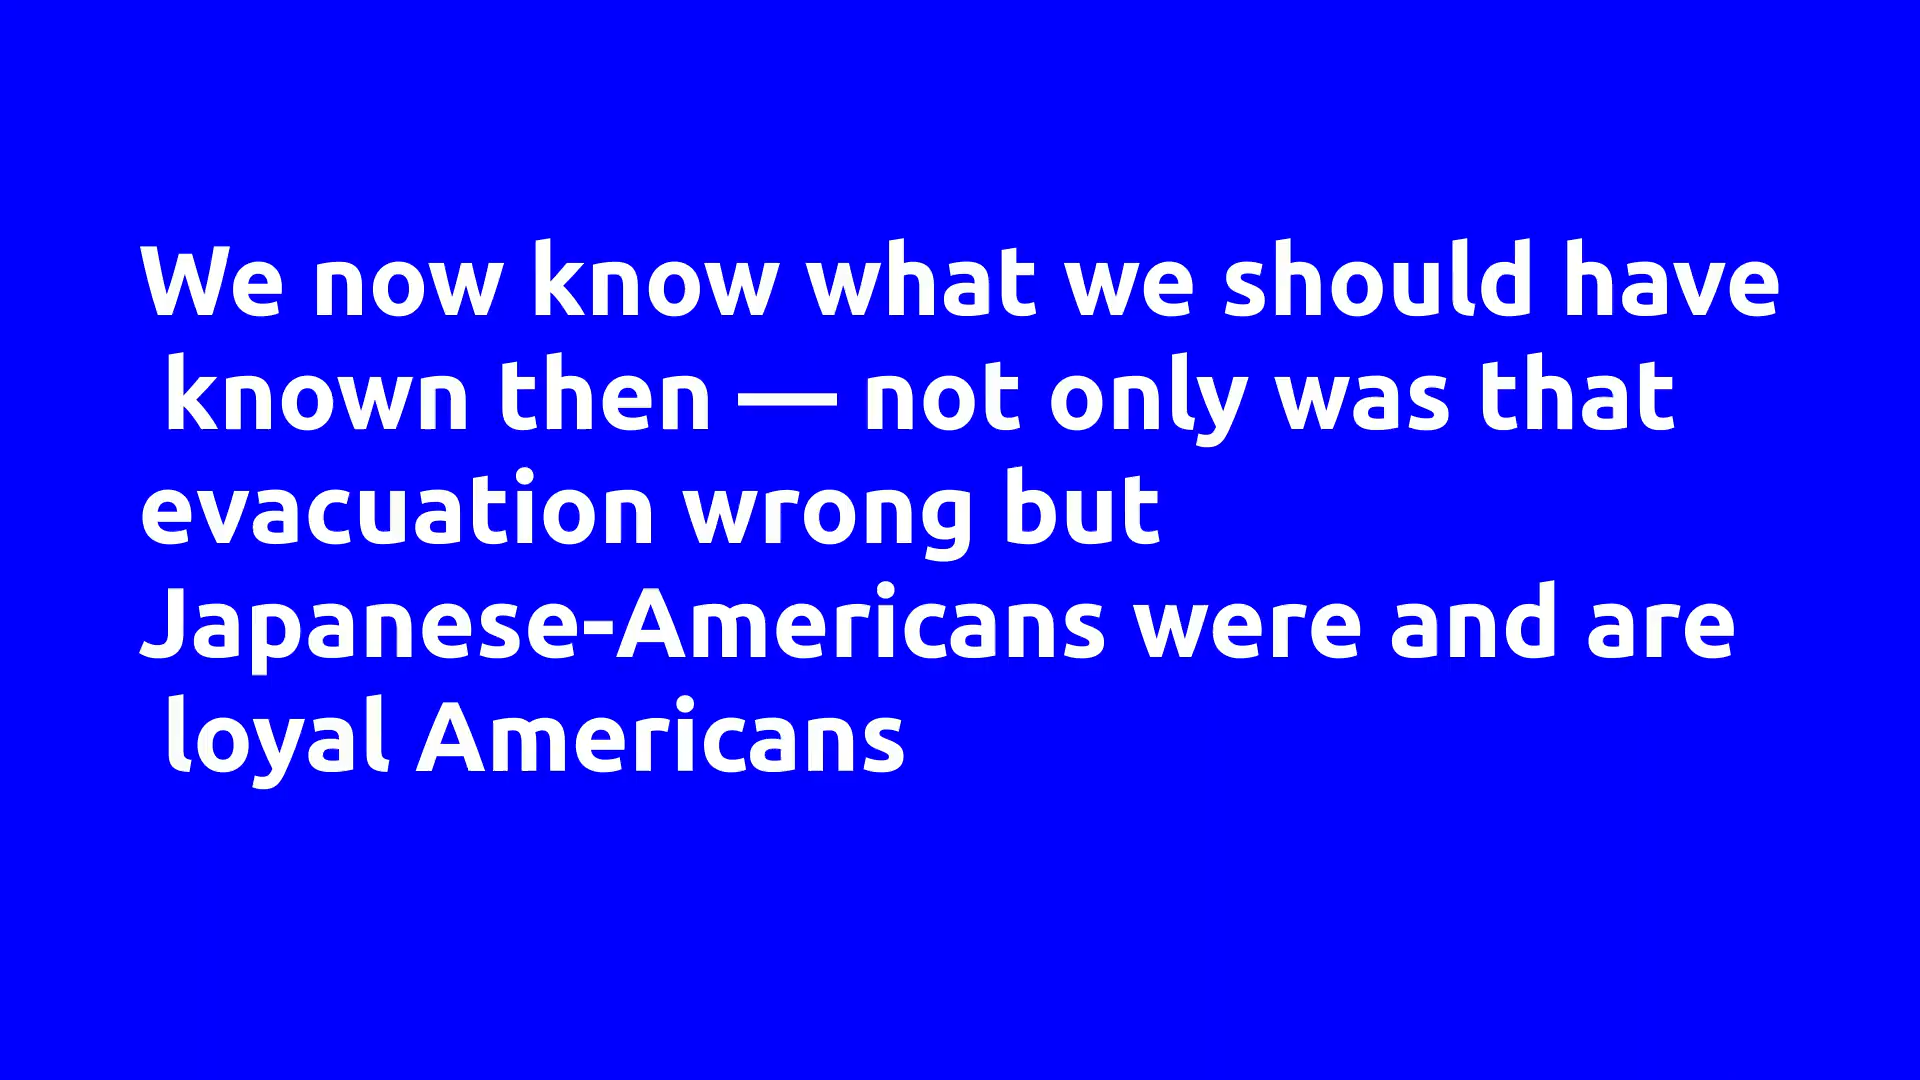 We now know what we should have
known then — not only was that
evacuation wrong but
Japanese-Americans were and are
loyal Americans